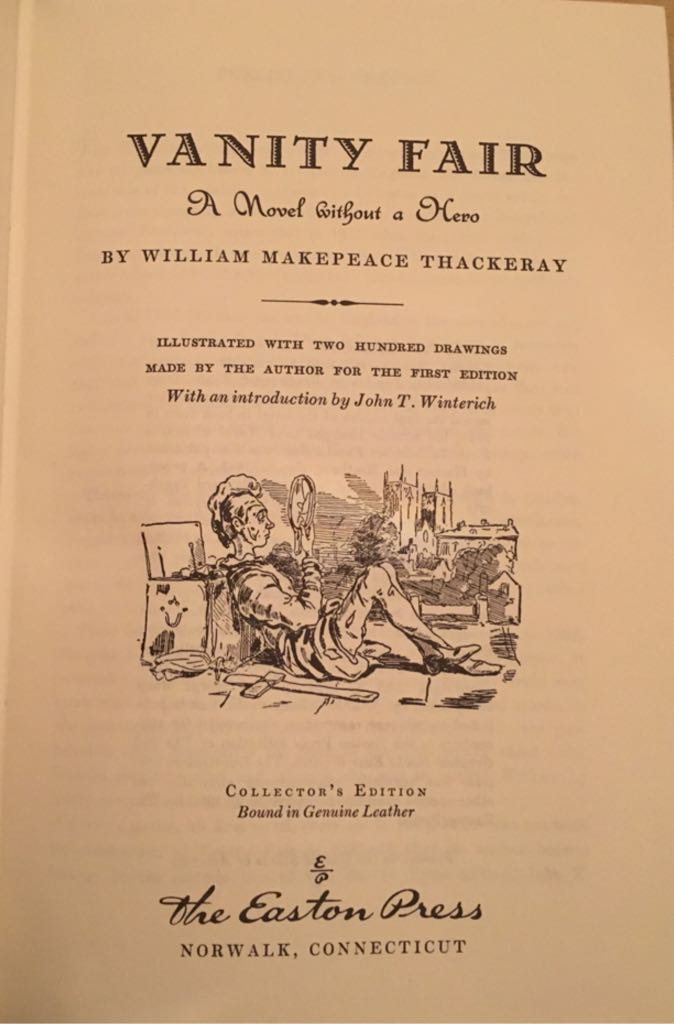 VANITY FAIR
A Novel without a Hero
BY WILLIAM MAKEPEACE THACKERAY
ILLUSTRATED WITH TWO HUNDRED DRAWINGS
MADE BY THE AUTHOR FOR THE FIRST EDITION
With an introduction by John T. Winterich
COLLECTOR'S EDITION
Bound in Genuine Leather
E
P
The Easton Press
NORWALK, CONNECTICUT